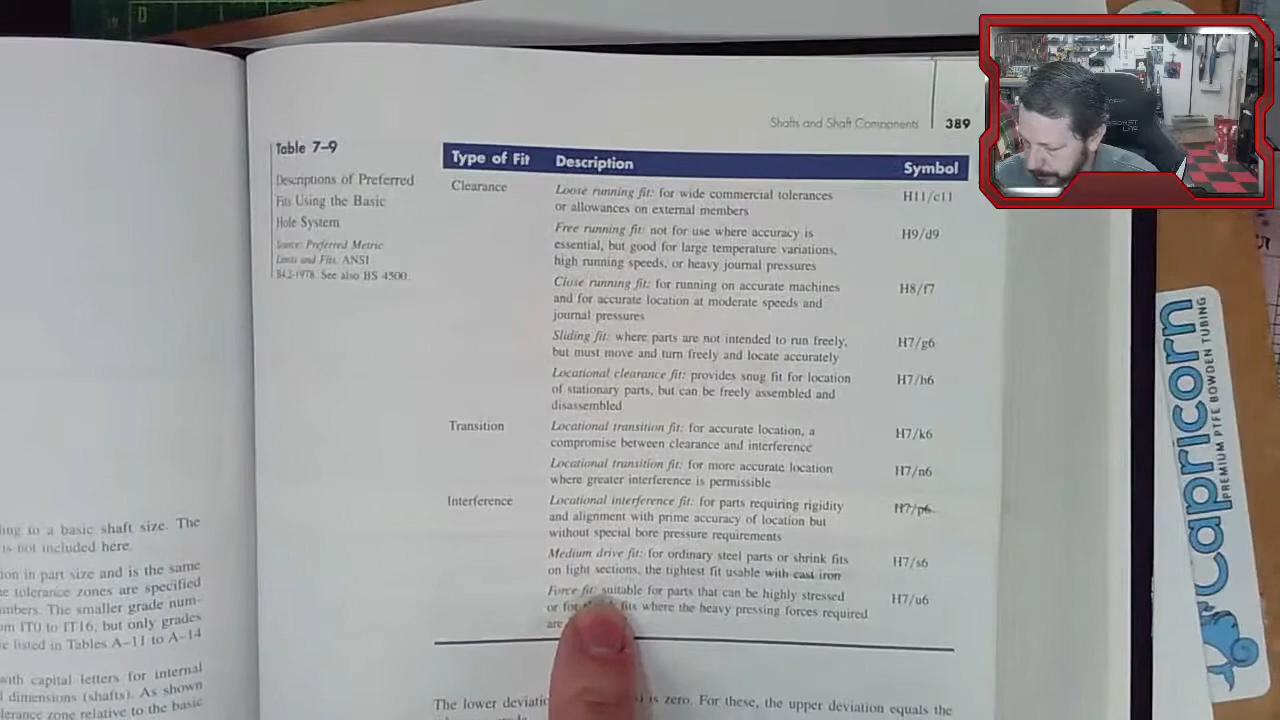 Shafts and Shaft Components 389
Table 7–9
Descriptions of Preferred
Fits Using the Basic
Hole System
Source: Preferred Metric
Limits and Fits, ANSI
B4.2-1978. See also BS 4500.
Type of Fit Description Symbol
Clearance Loose running fit: for wide commercial tolerances H11/c11
or allowances on external members
Free running fit: not for use where accuracy is H9/d9
essential, but good for large temperature variations,
high running speeds, or heavy journal pressures
Close running fit: for running on accurate machines H8/f7
and for accurate location at moderate speeds and
journal pressures
Sliding fit: where parts are not intended to run freely, H7/g6
but must move and turn freely and locate accurately
Locational clearance fit: provides snug fit for location H7/h6
of stationary parts, but can be freely assembled and
disassembled
Transition Locational transition fit: for accurate location, a H7/k6
compromise between clearance and interference
Locational transition fit: for more accurate location H7/n6
where greater interference is permissible
Interference Locational interference fit: for parts requiring rigidity H7/p6
and alignment with prime accuracy of location but
without special bore pressure requirements
Medium drive fit: for ordinary steel parts or shrink fits H7/s6
on light sections, the tightest fit usable with cast iron
Force fit: suitable for parts that can be highly stressed H7/u6
or for fits where the heavy pressing forces required
are
The lower is zero. For these, the upper deviation equals the
ing to a basic shaft size. The
is not included here.
ion in part size and is the same
e tolerance zones are specified
umbers. The smaller grade num-
om IT0 to IT16, but only grades
e listed in Tables A–11 to A–14
with capital letters for internal
l dimensions (shafts). As shown
lerance zone relative to the basic
Capricorn
PREMIUM PTFE BOWDEN TUBING